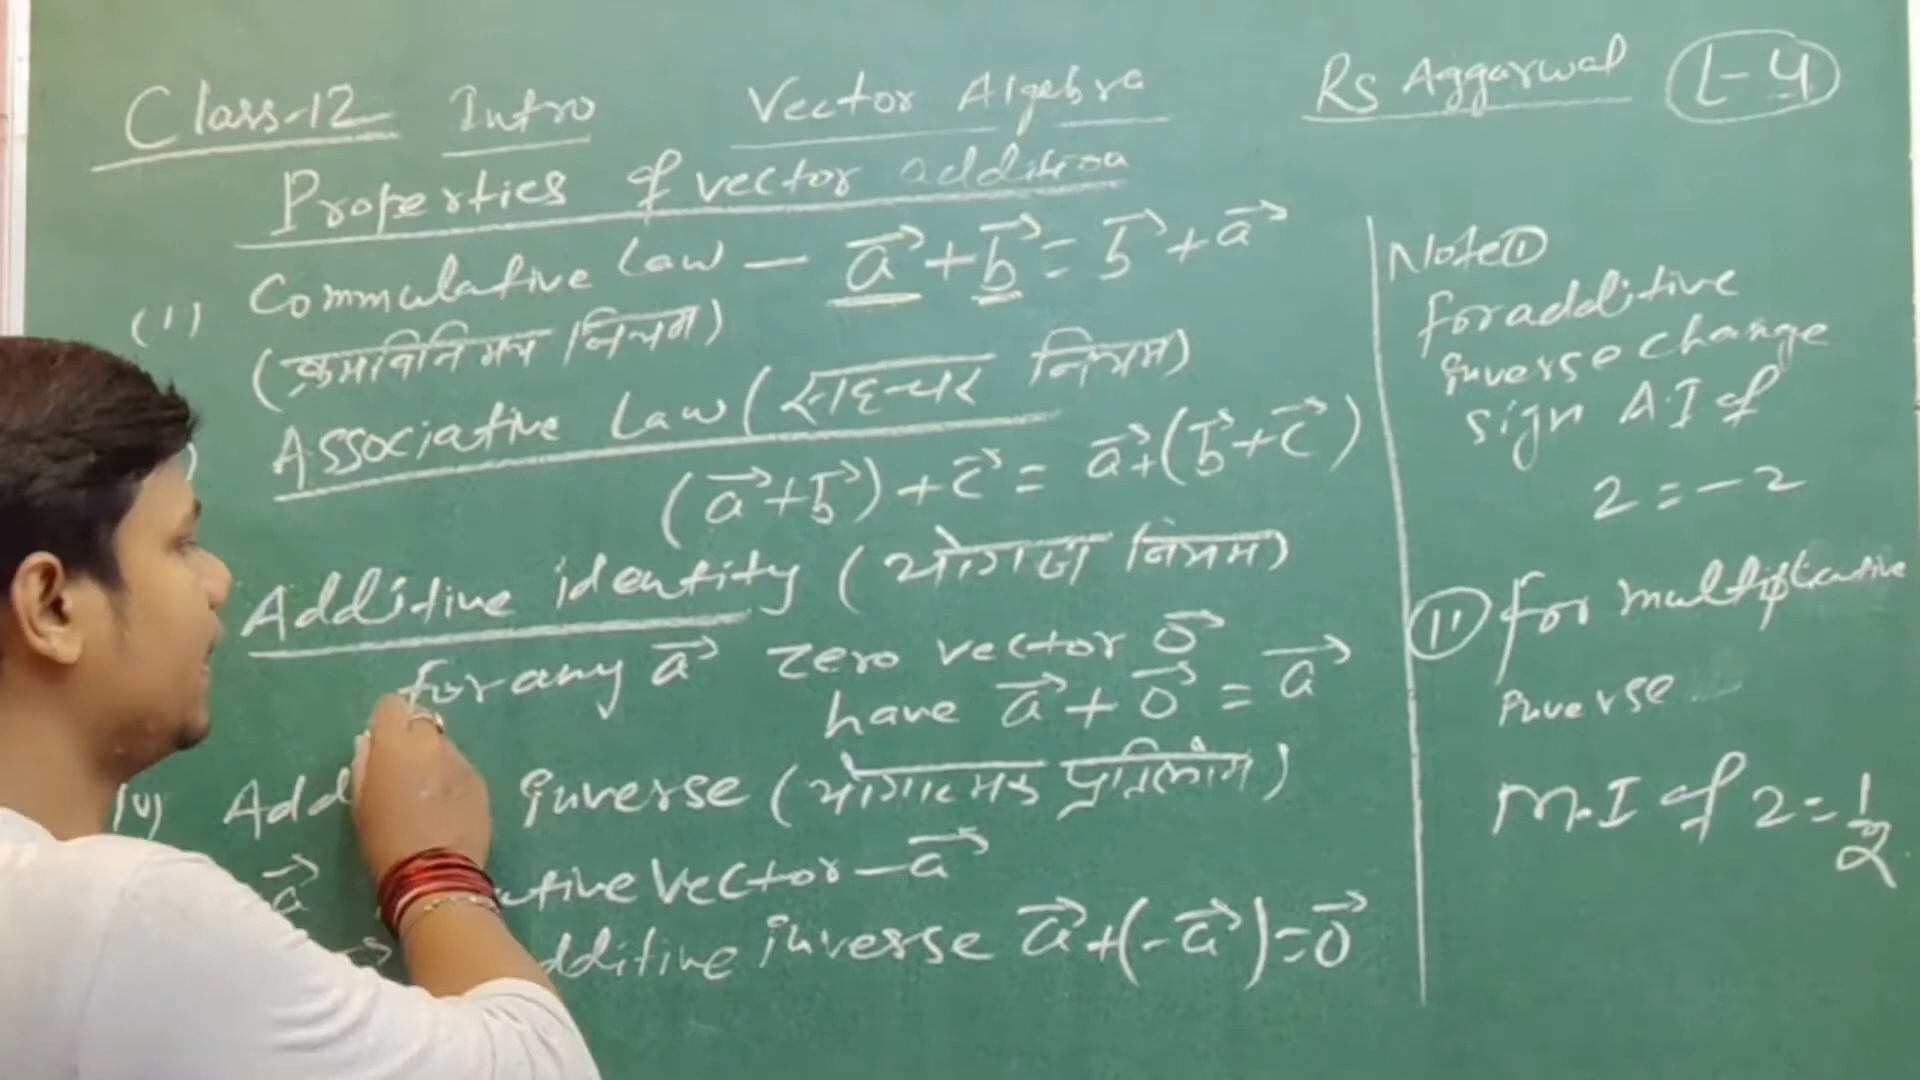 Class-12 Intro Vector Algebra Rs Aggarwal L-4
Properties of vector addition
(1) Commulative Law — a⃗ + b⃗ = b⃗ + a⃗
(क्रमविनिमय नियम)
Associative Law (साहचर्य नियम)
(a⃗ + b⃗) + c⃗ = a⃗ + (b⃗ + c⃗)
Additive identity ( योगज नियम)
for any a⃗ zero vector 0⃗
have a⃗ + 0⃗ = a⃗
Add inverse (योगात्मक प्रतिलोम)
a⃗ ative vector -a⃗
dditive inverse a⃗ + (-a⃗) = 0⃗
Note ①
for additive
inverse change
sign A.I of
2 = -2
⑪ for multiplicative
inverse
M.I of 2 = 1/2